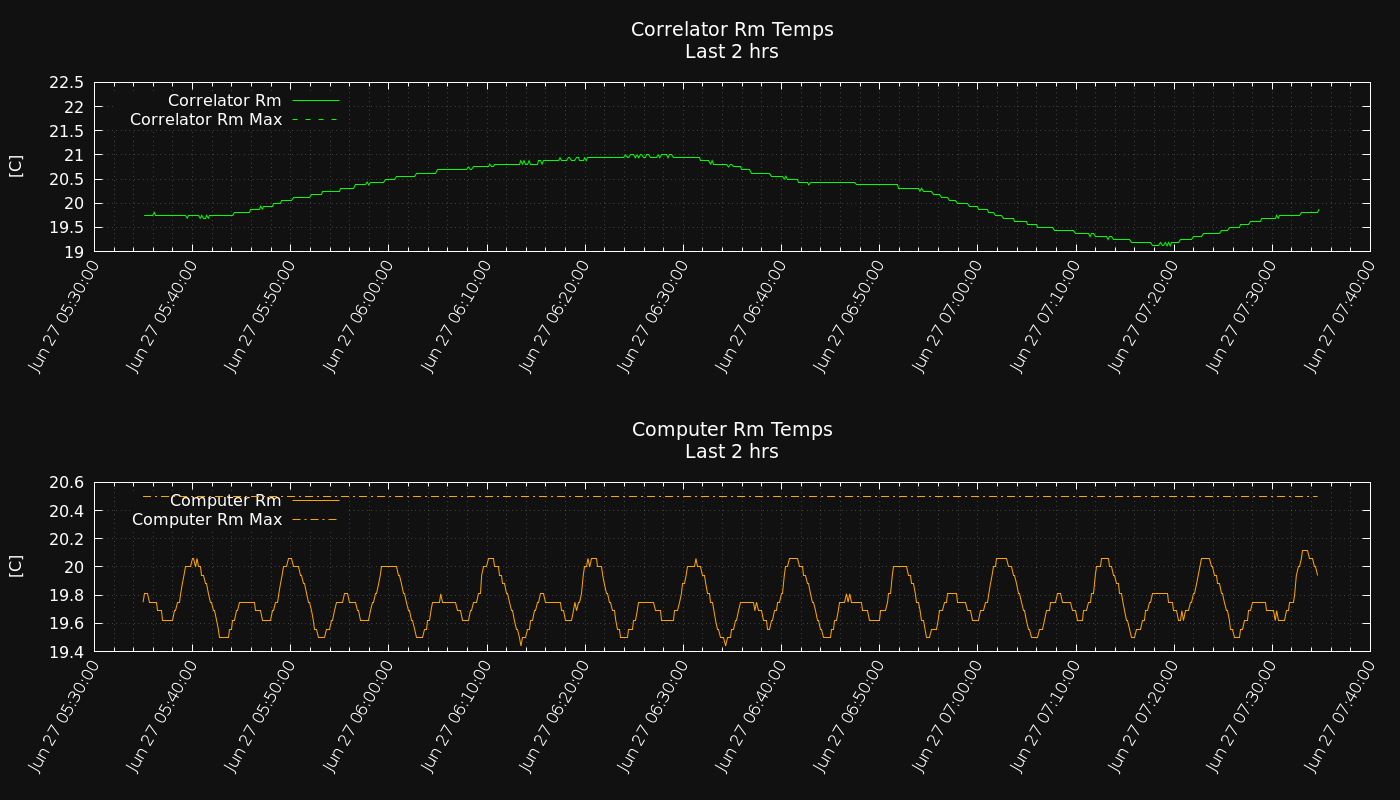 Correlator Rm Temps
Last 2 hrs
22.5
22
21.5
21
20.5
20
19.5
19
[C]
Correlator Rm
Correlator Rm Max
Jun 27 05:30:00
Jun 27 05:40:00
Jun 27 05:50:00
Jun 27 06:00:00
Jun 27 06:10:00
Jun 27 06:20:00
Jun 27 06:30:00
Jun 27 06:40:00
Jun 27 06:50:00
Jun 27 07:00:00
Jun 27 07:10:00
Jun 27 07:20:00
Jun 27 07:30:00
Jun 27 07:40:00
Computer Rm Temps
Last 2 hrs
20.6
20.4
20.2
20
19.8
19.6
19.4
[C]
Computer Rm
Computer Rm Max
Jun 27 05:30:00
Jun 27 05:40:00
Jun 27 05:50:00
Jun 27 06:00:00
Jun 27 06:10:00
Jun 27 06:20:00
Jun 27 06:30:00
Jun 27 06:40:00
Jun 27 06:50:00
Jun 27 07:00:00
Jun 27 07:10:00
Jun 27 07:20:00
Jun 27 07:30:00
Jun 27 07:40:00